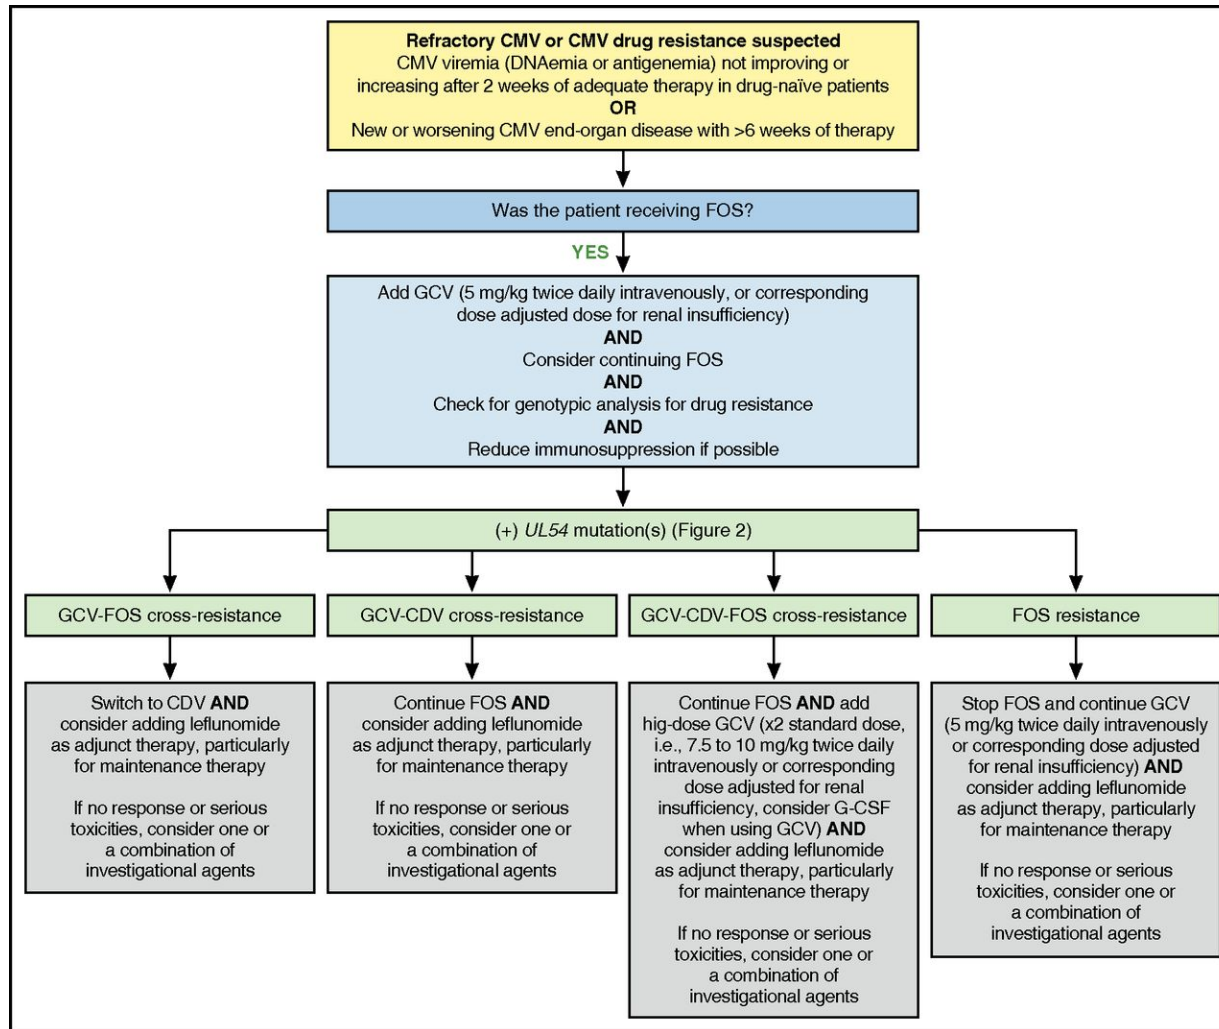 Refractory CMV or CMV drug resistance suspected
CMV viremia (DNAemia or antigenemia) not improving or
increasing after 2 weeks of adequate therapy in drug-naïve patients
OR
New or worsening CMV end-organ disease with >6 weeks of therapy
Was the patient receiving FOS?
YES
Add GCV (5 mg/kg twice daily intravenously, or corresponding
dose adjusted dose for renal insufficiency)
AND
Consider continuing FOS
AND
Check for genotypic analysis for drug resistance
AND
Reduce immunosuppression if possible
(+) UL54 mutation(s) (Figure 2)
GCV-FOS cross-resistance
GCV-CDV cross-resistance
GCV-CDV-FOS cross-resistance
FOS resistance
Switch to CDV AND
consider adding leflunomide
as adjunct therapy, particularly
for maintenance therapy
If no response or serious
toxicities, consider one or
a combination of
investigational agents
Continue FOS AND
consider adding leflunomide
as adjunct therapy, particularly
for maintenance therapy
If no response or serious
toxicities, consider one or
a combination of
investigational agents
Continue FOS AND add
hig-dose GCV (x2 standard dose,
i.e., 7.5 to 10 mg/kg twice daily
intravenously or corresponding
dose adjusted for renal
insufficiency, consider G-CSF
when using GCV) AND
consider adding leflunomide
as adjunct therapy, particularly
for maintenance therapy
If no response or serious
toxicities, consider one or
a combination of
investigational agents
Stop FOS and continue GCV
(5 mg/kg twice daily intravenously
or corresponding dose adjusted
for renal insufficiency) AND
consider adding leflunomide
as adjunct therapy, particularly
for maintenance therapy
If no response or serious
toxicities, consider one or
a combination of
investigational agents